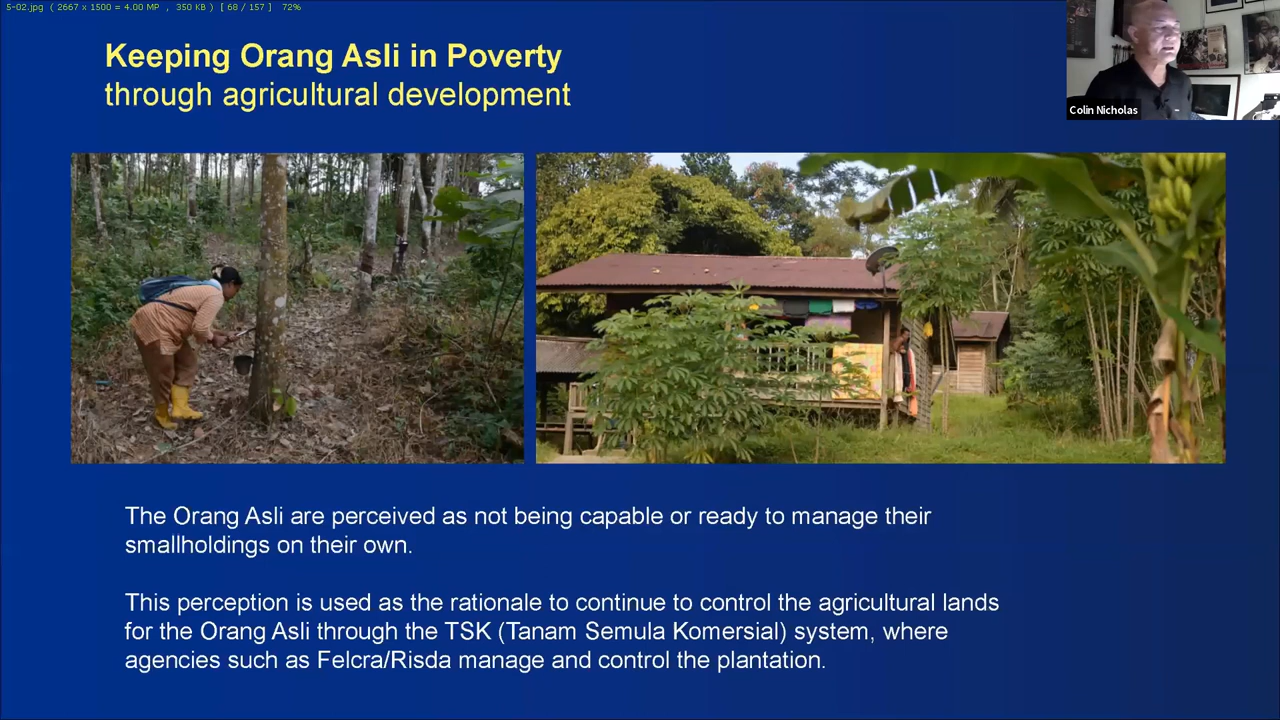 5-02.jpg ( 2667 x 1500 = 4.00 MP , 350 KB ) [ 68 / 157 ] 72%
Colin Nicholas
Keeping Orang Asli in Poverty
through agricultural development
The Orang Asli are perceived as not being capable or ready to manage their
smallholdings on their own.
This perception is used as the rationale to continue to control the agricultural lands
for the Orang Asli through the TSK (Tanam Semula Komersial) system, where
agencies such as Felcra/Risda manage and control the plantation.